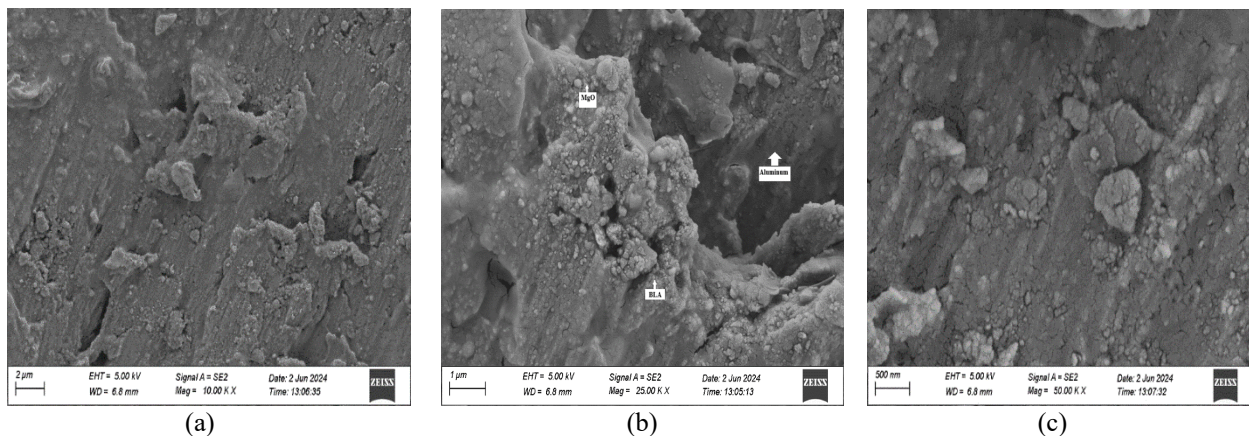 MgO
Aluminum
BLA
2 µm
EHT = 5.00 kV
WD = 6.8 mm
Signal A = SE2
Mag = 10.00 K X
Date: 2 Jun 2024
Time: 13:06:35
ZEISS
1 µm
EHT = 5.00 kV
WD = 6.8 mm
Signal A = SE2
Mag = 25.00 K X
Date: 2 Jun 2024
Time: 13:05:13
ZEISS
500 nm
EHT = 5.00 kV
WD = 6.8 mm
Signal A = SE2
Mag = 50.00 K X
Date: 2 Jun 2024
Time: 13:07:32
ZEISS
(a)
(b)
(c)